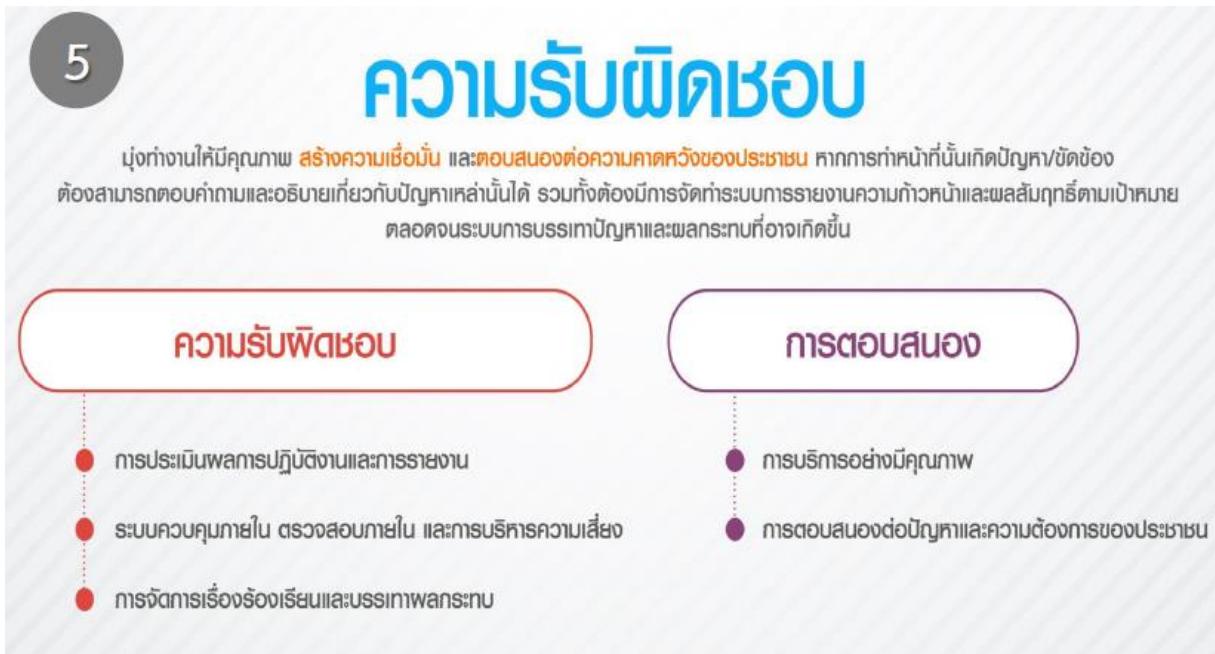 5
ความรับผิดชอบ
มุ่งทำงานให้มีคุณภาพ สร้างความเชื่อมั่น และตอบสนองต่อความคาดหวังของประชาชน หากการทำหน้าที่นั้นเกิดปัญหา/ขัดข้อง
ต้องสามารถตอบคำถามและอธิบายเกี่ยวกับปัญหาเหล่านั้นได้ รวมทั้งต้องมีการจัดทำระบบการรายงานความก้าวหน้าและผลสัมฤทธิ์ตามเป้าหมาย
ตลอดจนระบบการบรรเทาปัญหาและผลกระทบที่อาจเกิดขึ้น
ความรับผิดชอบ
การประเมินผลการปฏิบัติงานและการรายงาน
ระบบควบคุมภายใน ตรวจสอบภายใน และการบริหารความเสี่ยง
การจัดการเรื่องร้องเรียนและบรรเทาผลกระทบ
การตอบสนอง
การบริการอย่างมีคุณภาพ
การตอบสนองต่อปัญหาและความต้องการของประชาชน